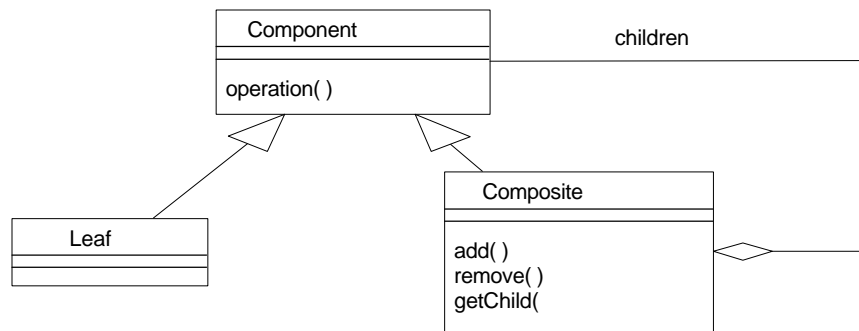 Component
children
operation( )
Composite
Leaf
add( )
remove( )
getChild(